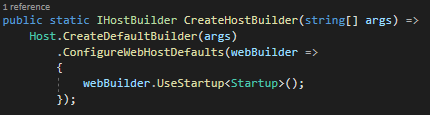 1 reference
public static IHostBuilder CreateHostBuilder(string[] args) =>
Host.CreateDefaultBuilder(args)
.ConfigureWebHostDefaults(webBuilder =>
{
webBuilder.UseStartup<Startup>();
});